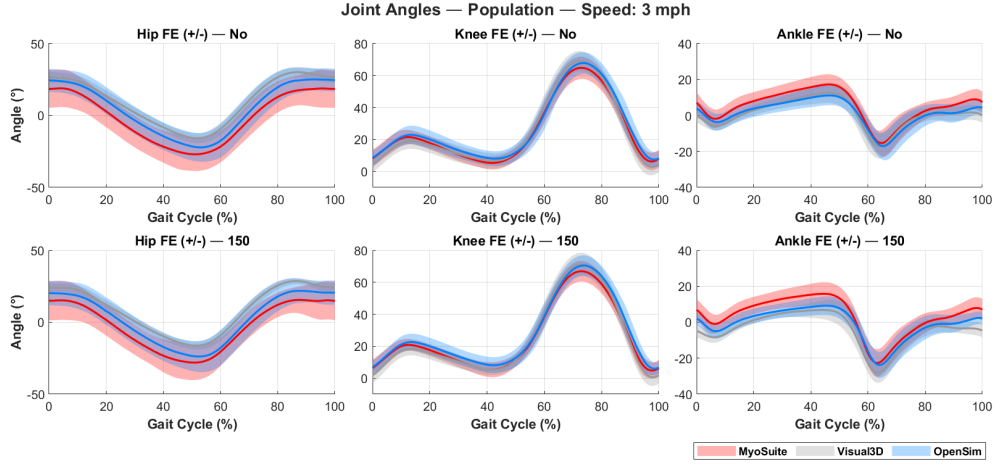 Joint Angles — Population — Speed: 3 mph
Hip FE (+/-) — No
Knee FE (+/-) — No
Ankle FE (+/-) — No
50
0
-50
Angle (°)
0 20 40 60 80 100
Gait Cycle (%)
80
60
40
20
0
0 20 40 60 80 100
Gait Cycle (%)
40
20
0
-20
-40
0 20 40 60 80 100
Gait Cycle (%)
Hip FE (+/-) — 150
Knee FE (+/-) — 150
Ankle FE (+/-) — 150
50
0
-50
Angle (°)
0 20 40 60 80 100
Gait Cycle (%)
80
60
40
20
0
0 20 40 60 80 100
Gait Cycle (%)
40
20
0
-20
-40
0 20 40 60 80 100
Gait Cycle (%)
MyoSuite Visual3D OpenSim